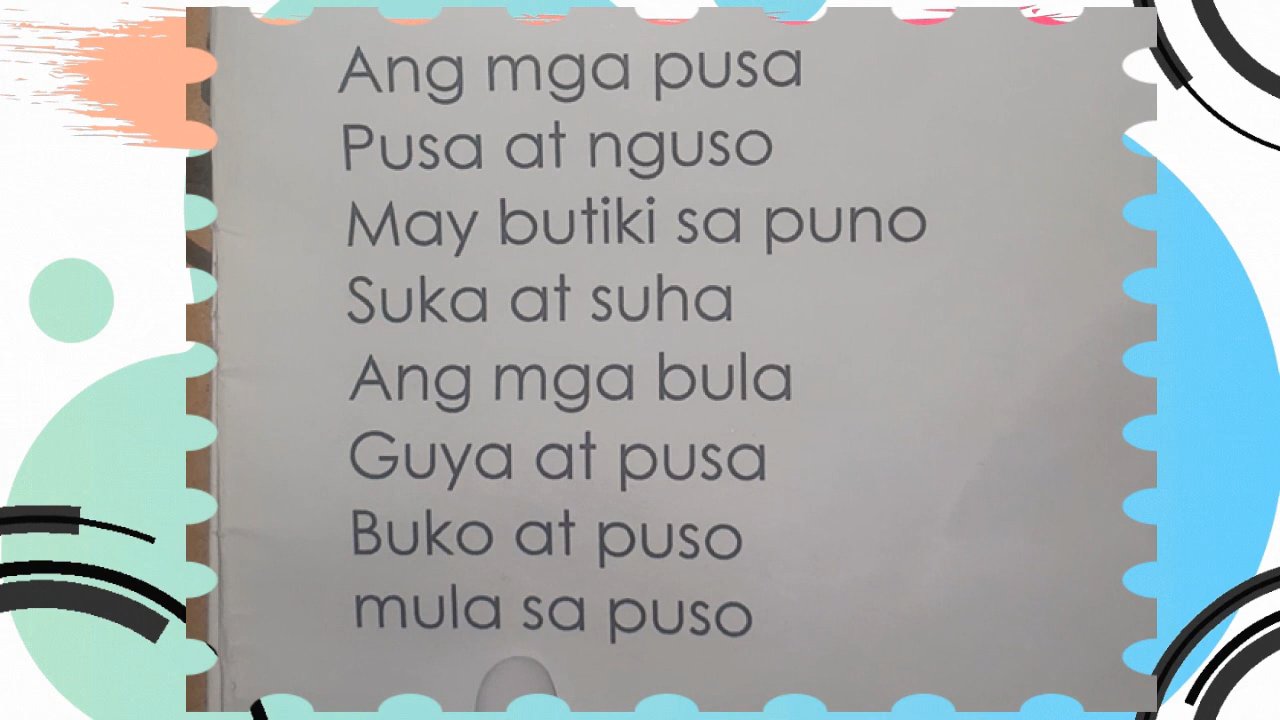 Ang mga pusa
Pusa at nguso
May butiki sa puno
Suka at suha
Ang mga bula
Guya at pusa
Buko at puso
mula sa puso